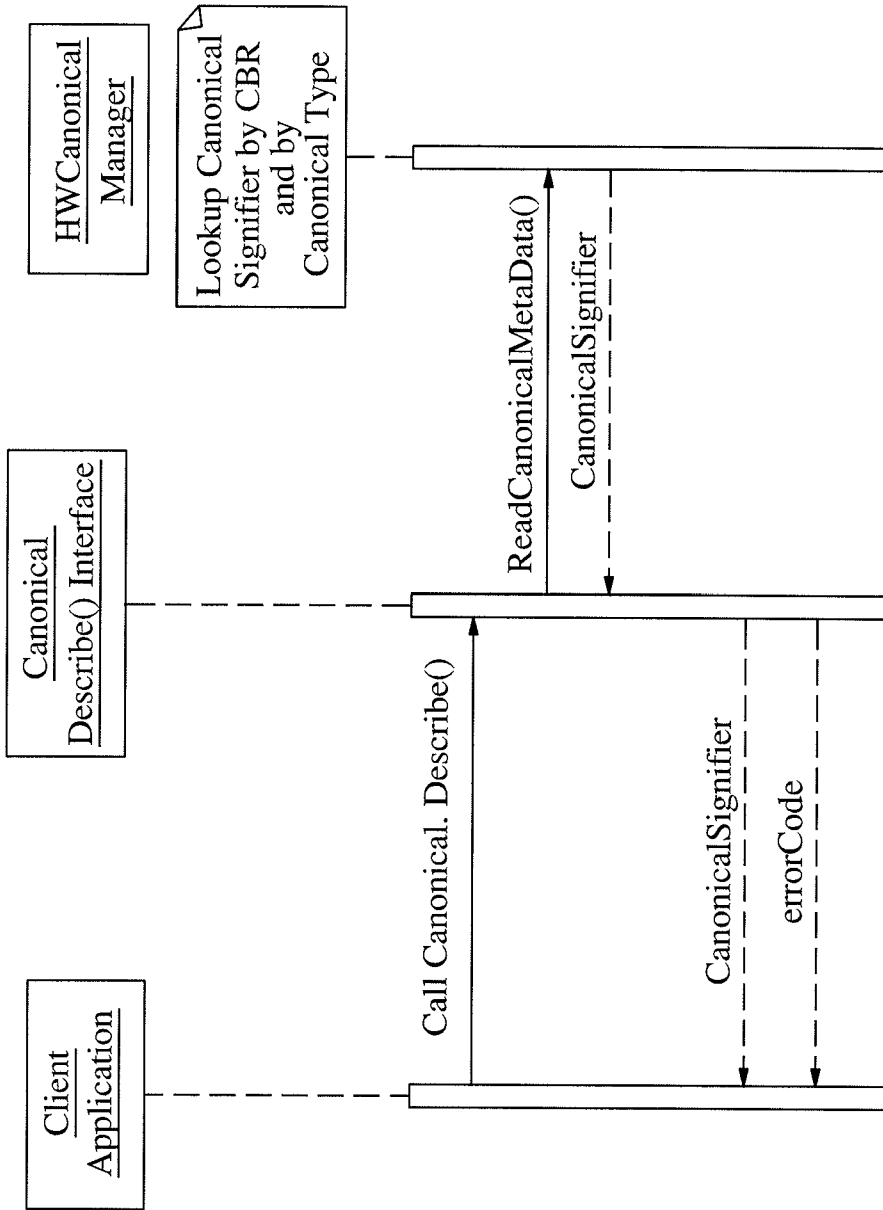 Client
Application
Canonical
Describe() Interface
HWCanonical
Manager
Lookup Canonical
Signifier by CBR
and by
Canonical Type
Call Canonical. Describe()
ReadCanonicalMetaData()
CanonicalSignifier
CanonicalSignifier
errorCode